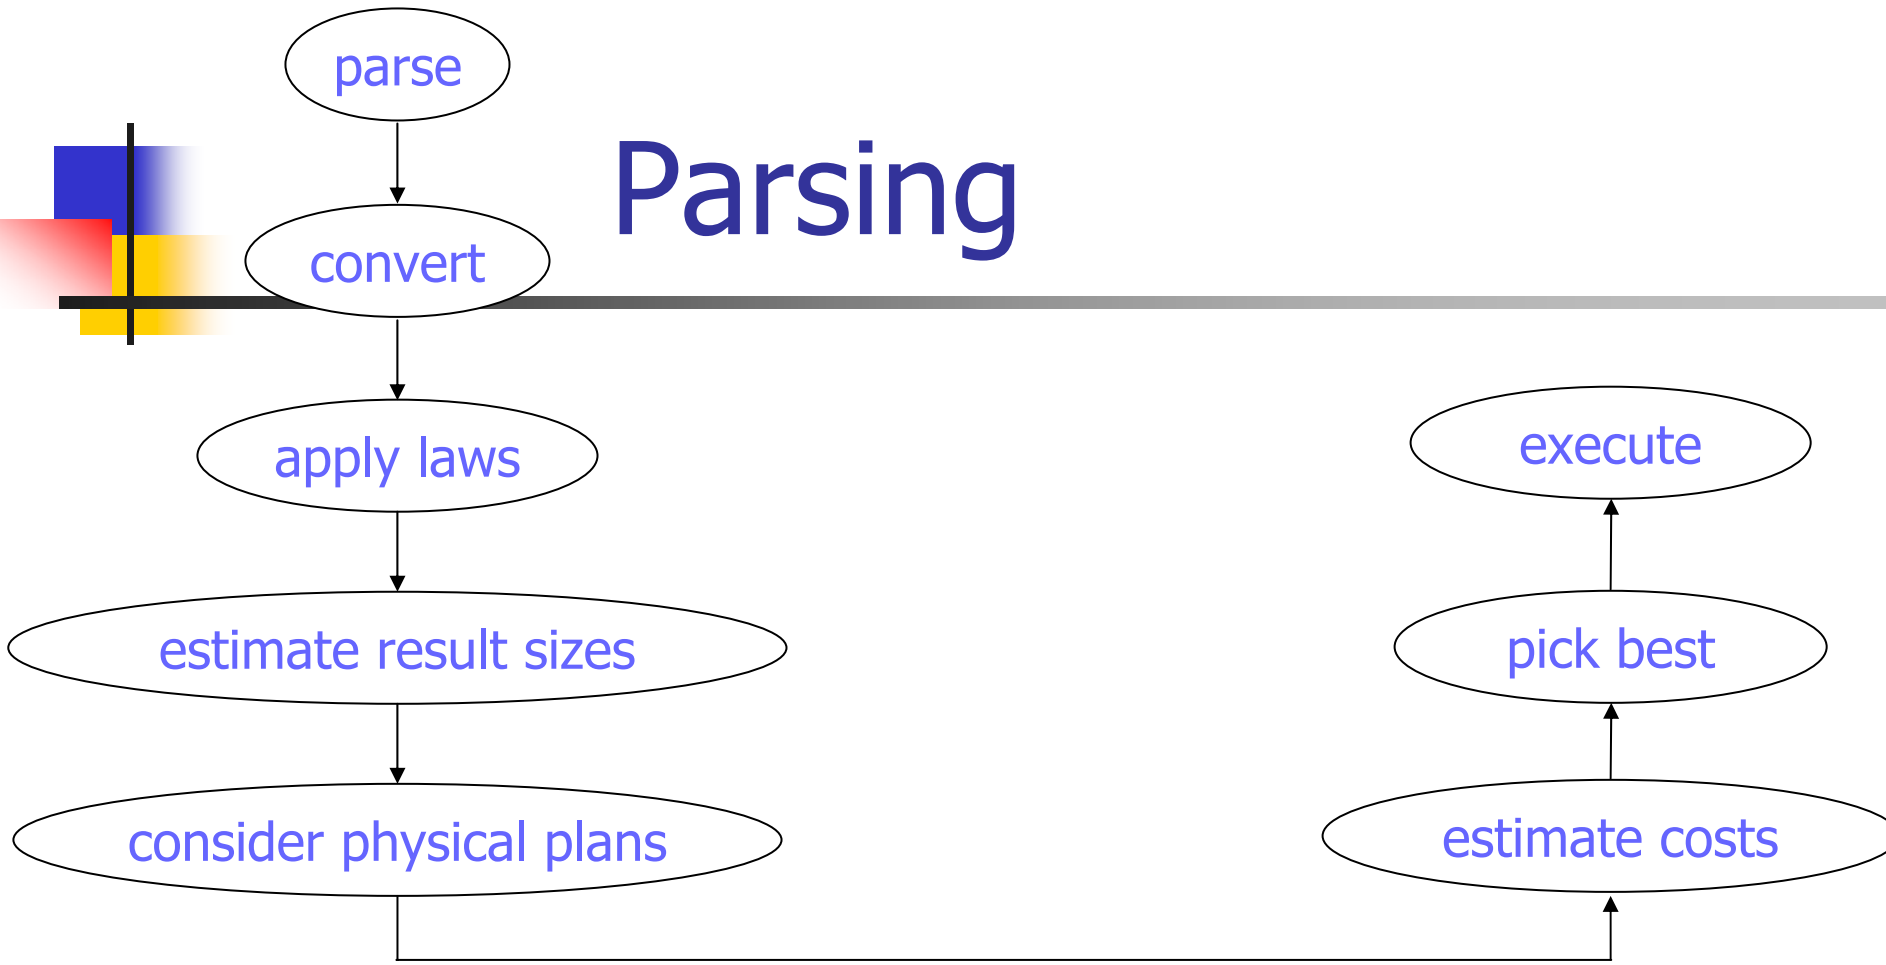 parse
Parsing
convert
apply laws
estimate result sizes
consider physical plans
execute
pick best
estimate costs